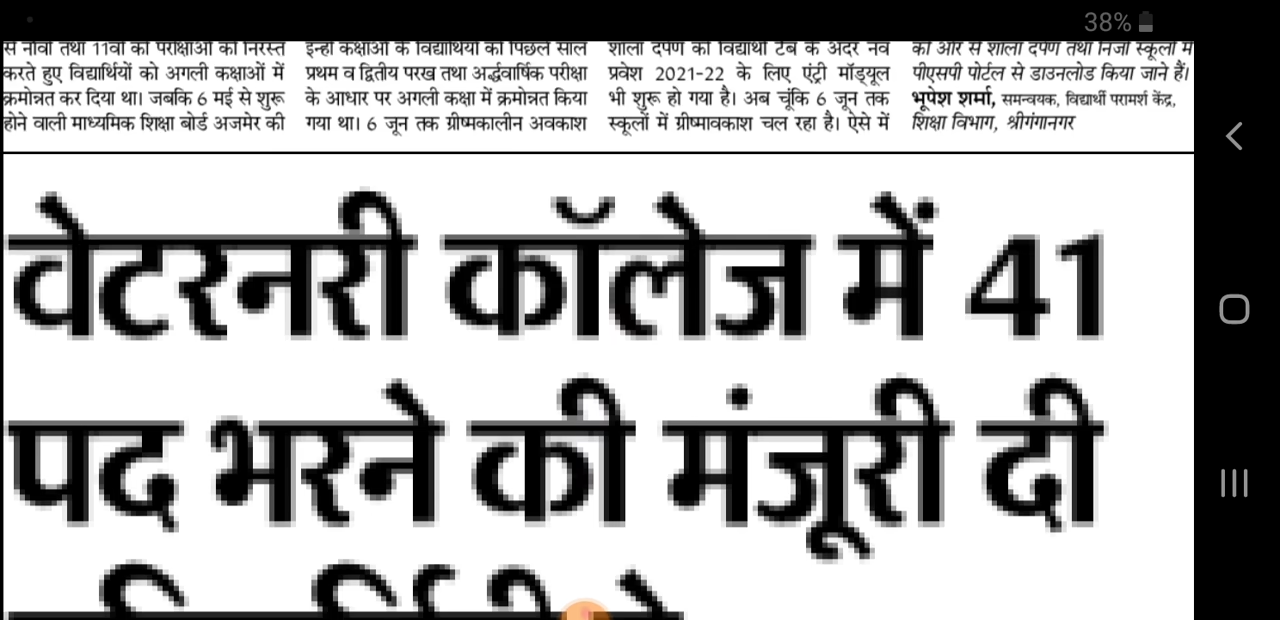 38%
से नौवीं तथा 11वीं की परीक्षाओं को निरस्त
करते हुए विद्यार्थियों को अगली कक्षाओं में
क्रमोन्नत कर दिया था। जबकि 6 मई से शुरू
होने वाली माध्यमिक शिक्षा बोर्ड अजमेर की
इन्हीं कक्षाओं के विद्यार्थियों को पिछले साल
प्रथम व द्वितीय परख तथा अर्द्धवार्षिक परीक्षा
के आधार पर अगली कक्षा में क्रमोन्नत किया
गया था। 6 जून तक ग्रीष्मकालीन अवकाश
शाला दर्पण की विद्यार्थी टैब के अंदर नव
प्रवेश 2021-22 के लिए एंट्री मॉड्यूल
भी शुरू हो गया है। अब चूंकि 6 जून तक
स्कूलों में ग्रीष्मावकाश चल रहा है। ऐसे में
की ओर से शाला दर्पण तथा निजी स्कूलों में
पीएसपी पोर्टल से डाउनलोड किया जाने हैं।
भूपेश शर्मा, समन्वयक, विद्यार्थी परामर्श केंद्र,
शिक्षा विभाग, श्रीगंगानगर
वेटरनरी कॉलेज में 41
पद भरने की मंजूरी दी